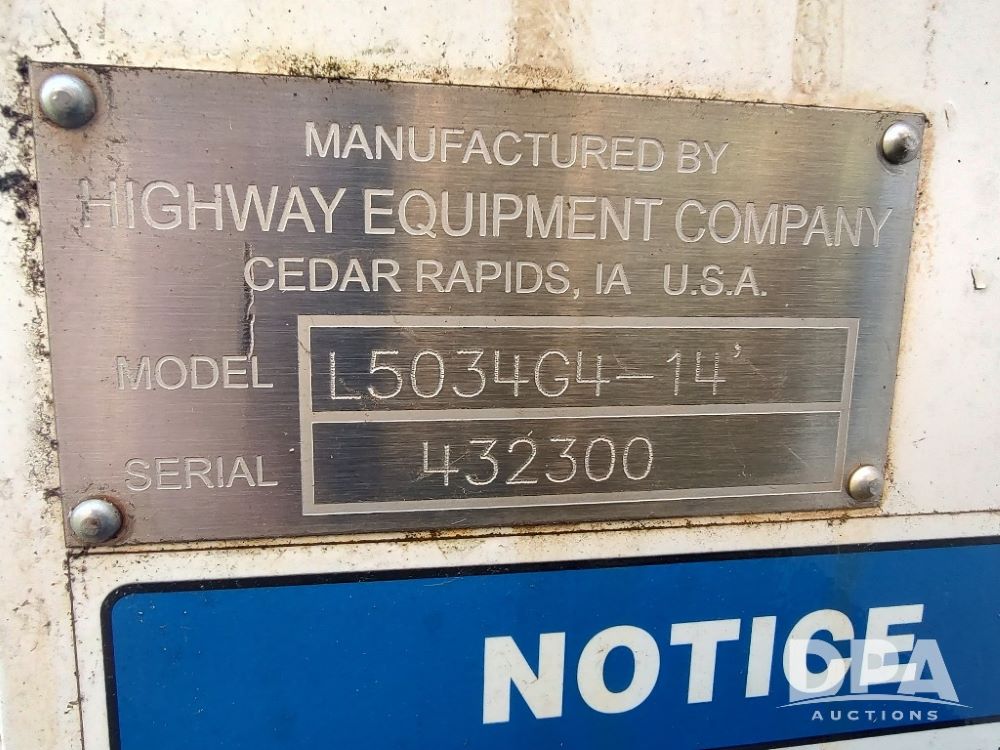 MANUFACTURED BY
HIGHWAY EQUIPMENT COMPANY
CEDAR RAPIDS, IA U.S.A.
MODEL L5034G4-14'
SERIAL 432300
NOTICE
DPA
AUCTIONS